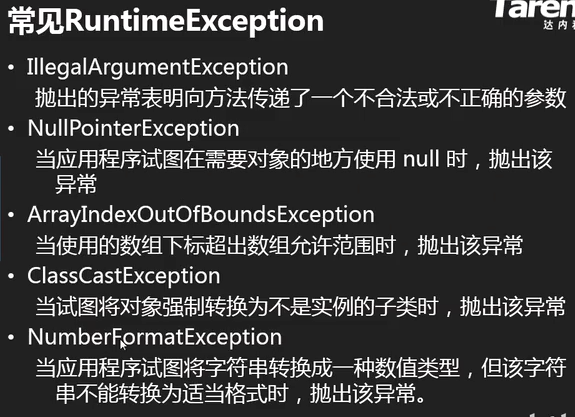 常见RuntimeException
Taren
达内科
• IllegalArgumentException
抛出的异常表明向方法传递了一个不合法或不正确的参数
• NullPointerException
当应用程序试图在需要对象的地方使用 null 时，抛出该
异常
• ArrayIndexOutOfBoundsException
当使用的数组下标超出数组允许范围时，抛出该异常
• ClassCastException
当试图将对象强制转换为不是实例的子类时，抛出该异常
• NumberFormatException
当应用程序试图将字符串转换成一种数值类型，但该字符
串不能转换为适当格式时，抛出该异常。